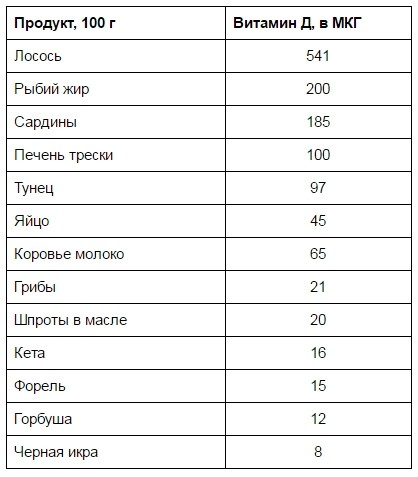 Продукт, 100 г Витамин Д, в МКГ
Лосось 541
Рыбий жир 200
Сардины 185
Печень трески 100
Тунец 97
Яйцо 45
Коровье молоко 65
Грибы 21
Шпроты в масле 20
Кета 16
Форель 15
Горбуша 12
Черная икра 8